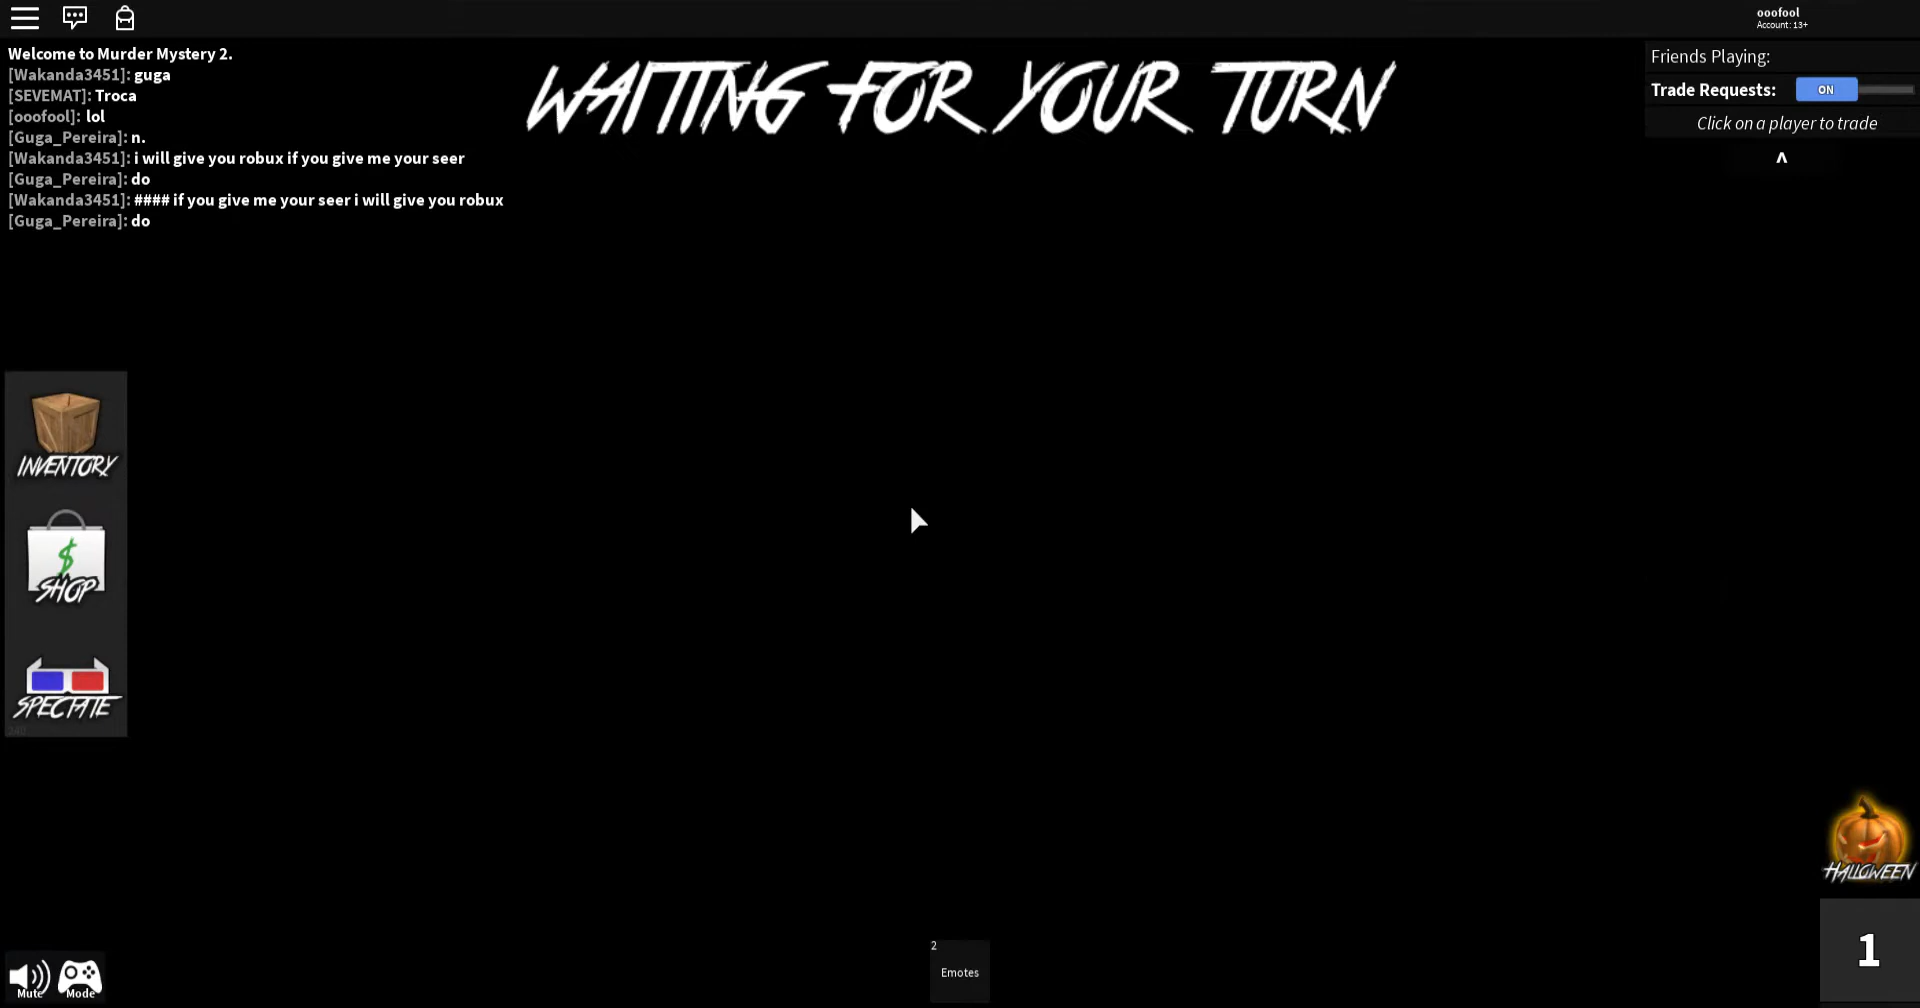 ooofool
Account: 13+
Welcome to Murder Mystery 2.
[Wakanda3451]: guga
[SEVEMAT]: Troca
[ooofool]: lol
[Guga_Pereira]: n.
[Wakanda3451]: i will give you robux if you give me your seer
[Guga_Pereira]: do
[Wakanda3451]: #### if you give me your seer i will give you robux
[Guga_Pereira]: do
WAITING FOR YOUR TURN
Friends Playing:
Trade Requests: ON
Click on a player to trade
^
INVENTORY
$
SHOP
SPECTATE
240
HALLOWEEN
1
2
Emotes
Mute
Mode